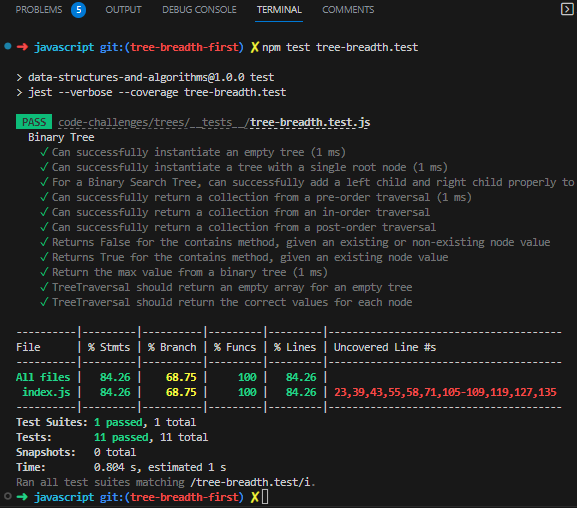 PROBLEMS 5 OUTPUT DEBUG CONSOLE TERMINAL COMMENTS
➜ javascript git:(tree-breadth-first) ✗ npm test tree-breadth.test
> data-structures-and-algorithms@1.0.0 test
> jest --verbose --coverage tree-breadth.test
PASS code-challenges/trees/__tests__/tree-breadth.test.js
Binary Tree
✓ Can successfully instantiate an empty tree (1 ms)
✓ Can successfully instantiate a tree with a single root node (1 ms)
✓ For a Binary Search Tree, can successfully add a left child and right child properly to
✓ Can successfully return a collection from a pre-order traversal (1 ms)
✓ Can successfully return a collection from an in-order traversal
✓ Can successfully return a collection from a post-order traversal
✓ Returns False for the contains method, given an existing or non-existing node value
✓ Returns True for the contains method, given an existing node value
✓ Return the max value from a binary tree (1 ms)
✓ TreeTraversal should return an empty array for an empty tree
✓ TreeTraversal should return the correct values for each node
----------|---------|----------|---------|---------|-----------------------------------
File | % Stmts | % Branch | % Funcs | % Lines | Uncovered Line #s
----------|---------|----------|---------|---------|-----------------------------------
All files | 84.26 | 68.75 | 100 | 84.26 |
index.js | 84.26 | 68.75 | 100 | 84.26 | 23,39,43,55,58,71,105-109,119,127,135
----------|---------|----------|---------|---------|-----------------------------------
Test Suites: 1 passed, 1 total
Tests: 11 passed, 11 total
Snapshots: 0 total
Time: 0.804 s, estimated 1 s
Ran all test suites matching /tree-breadth.test/i.
➜ javascript git:(tree-breadth-first) ✗